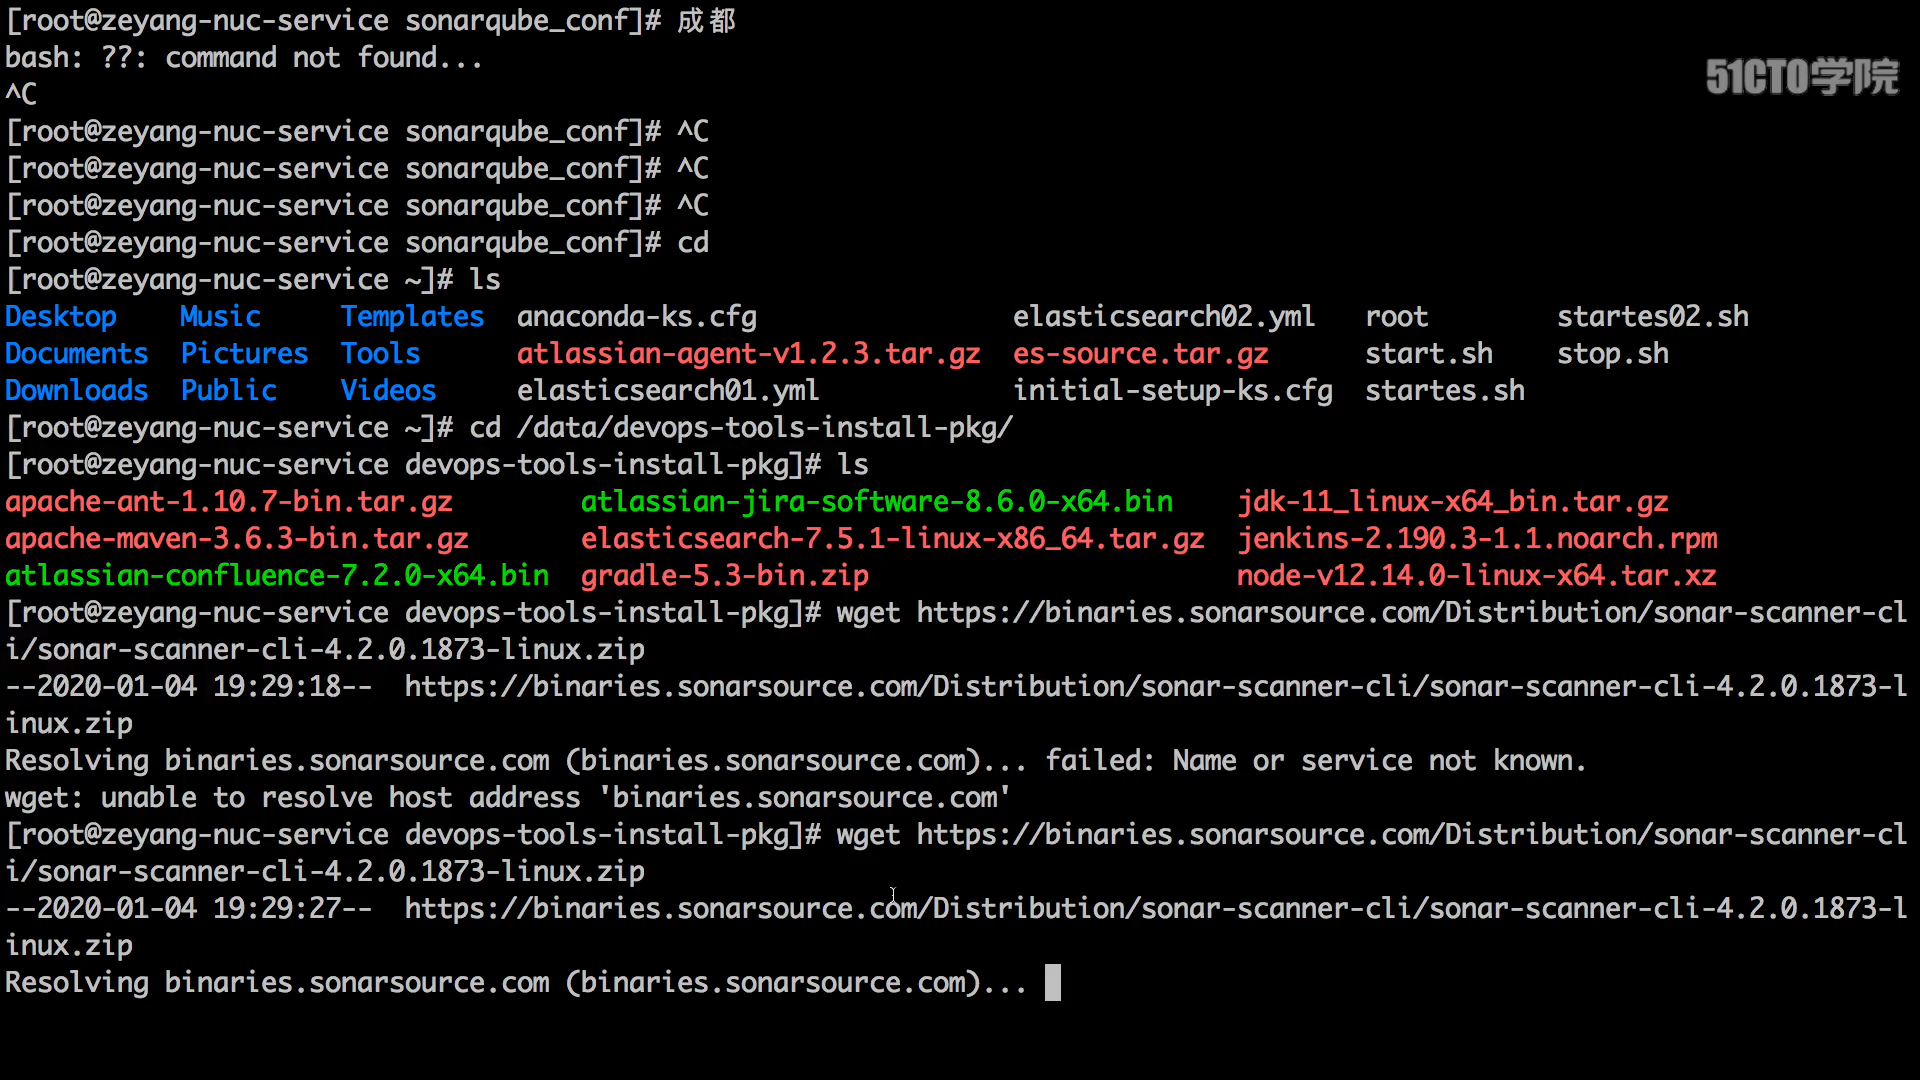 [root@zeyang-nuc-service sonarqube_conf]# 成都
bash: ??: command not found...
51CTO学院
^C
[root@zeyang-nuc-service sonarqube_conf]# ^C
[root@zeyang-nuc-service sonarqube_conf]# ^C
[root@zeyang-nuc-service sonarqube_conf]# ^C
[root@zeyang-nuc-service sonarqube_conf]# cd
[root@zeyang-nuc-service ~]# ls
Desktop    Music     Templates  anaconda-ks.cfg                elasticsearch02.yml   root      startes02.sh
Documents  Pictures  Tools      atlassian-agent-v1.2.3.tar.gz  es-source.tar.gz      start.sh  stop.sh
Downloads  Public    Videos     elasticsearch01.yml            initial-setup-ks.cfg  startes.sh
[root@zeyang-nuc-service ~]# cd /data/devops-tools-install-pkg/
[root@zeyang-nuc-service devops-tools-install-pkg]# ls
apache-ant-1.10.7-bin.tar.gz        atlassian-jira-software-8.6.0-x64.bin    jdk-11_linux-x64_bin.tar.gz
apache-maven-3.6.3-bin.tar.gz       elasticsearch-7.5.1-linux-x86_64.tar.gz  jenkins-2.190.3-1.1.noarch.rpm
atlassian-confluence-7.2.0-x64.bin  gradle-5.3-bin.zip                       node-v12.14.0-linux-x64.tar.xz
[root@zeyang-nuc-service devops-tools-install-pkg]# wget https://binaries.sonarsource.com/Distribution/sonar-scanner-cl
i/sonar-scanner-cli-4.2.0.1873-linux.zip
--2020-01-04 19:29:18--  https://binaries.sonarsource.com/Distribution/sonar-scanner-cli/sonar-scanner-cli-4.2.0.1873-l
inux.zip
Resolving binaries.sonarsource.com (binaries.sonarsource.com)... failed: Name or service not known.
wget: unable to resolve host address 'binaries.sonarsource.com'
[root@zeyang-nuc-service devops-tools-install-pkg]# wget https://binaries.sonarsource.com/Distribution/sonar-scanner-cl
i/sonar-scanner-cli-4.2.0.1873-linux.zip
--2020-01-04 19:29:27--  https://binaries.sonarsource.com/Distribution/sonar-scanner-cli/sonar-scanner-cli-4.2.0.1873-l
inux.zip
Resolving binaries.sonarsource.com (binaries.sonarsource.com)...